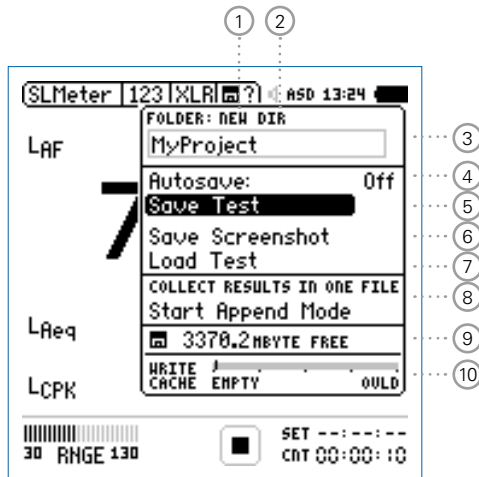 1 2
SLMeter 123 XLR ? ASD 13:24
FOLDER: NEW DIR
MyProject
3
LAF
Autosave: Off
4
Save Test
5
7
Save Screenshot
6
Load Test
7
COLLECT RESULTS IN ONE FILE
Start Append Mode
8
LAeq
3370.2 MBYTE FREE
9
WRITE CACHE EMPTY OVLD
10
LCPK
30 RNGE 130
SET --:--:--
CNT 00:00:10